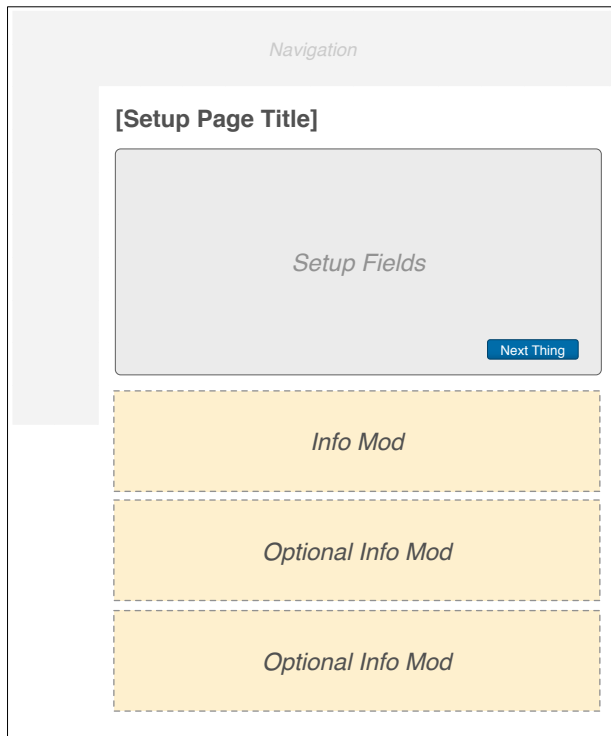 Navigation
[Setup Page Title]
Setup Fields
Next Thing
Info Mod
Optional Info Mod
Optional Info Mod